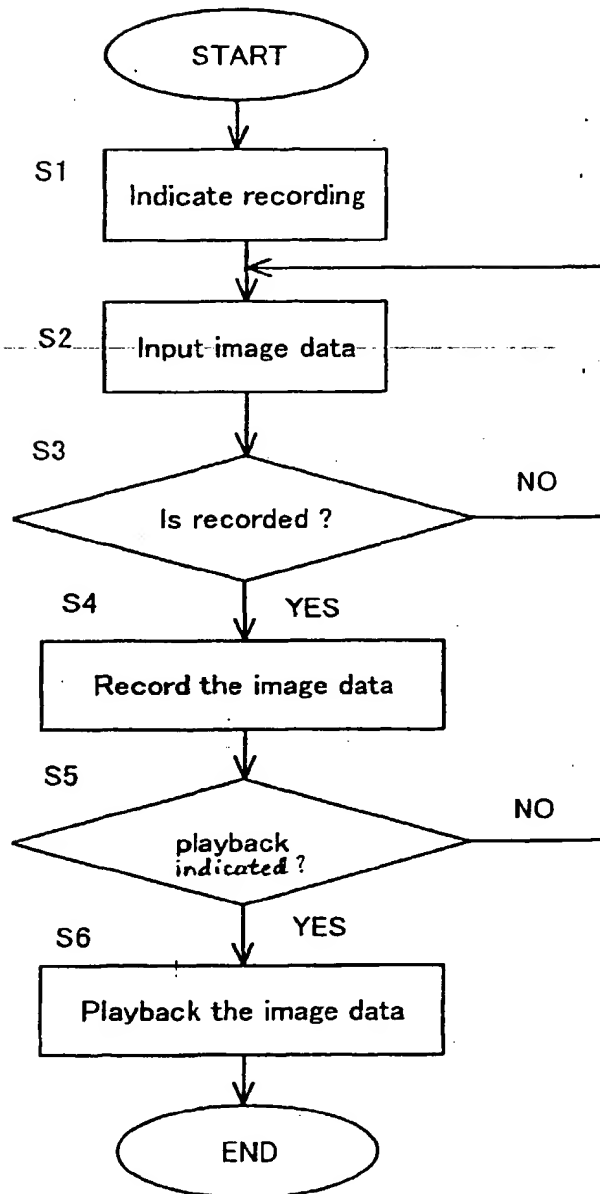 START
S1
Indicate recording
S2
Input image data
S3
Is recorded ?
NO
S4
YES
Record the image data
S5
playback
indicated ?
NO
S6
YES
Playback the image data
END